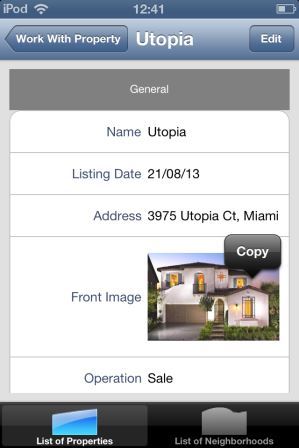 iPod 12:41
Work With Property Utopia Edit
General
Name Utopia
Listing Date 21/08/13
Address 3975 Utopia Ct, Miami
Copy
Front Image
Operation Sale
List of Properties List of Neighborhoods